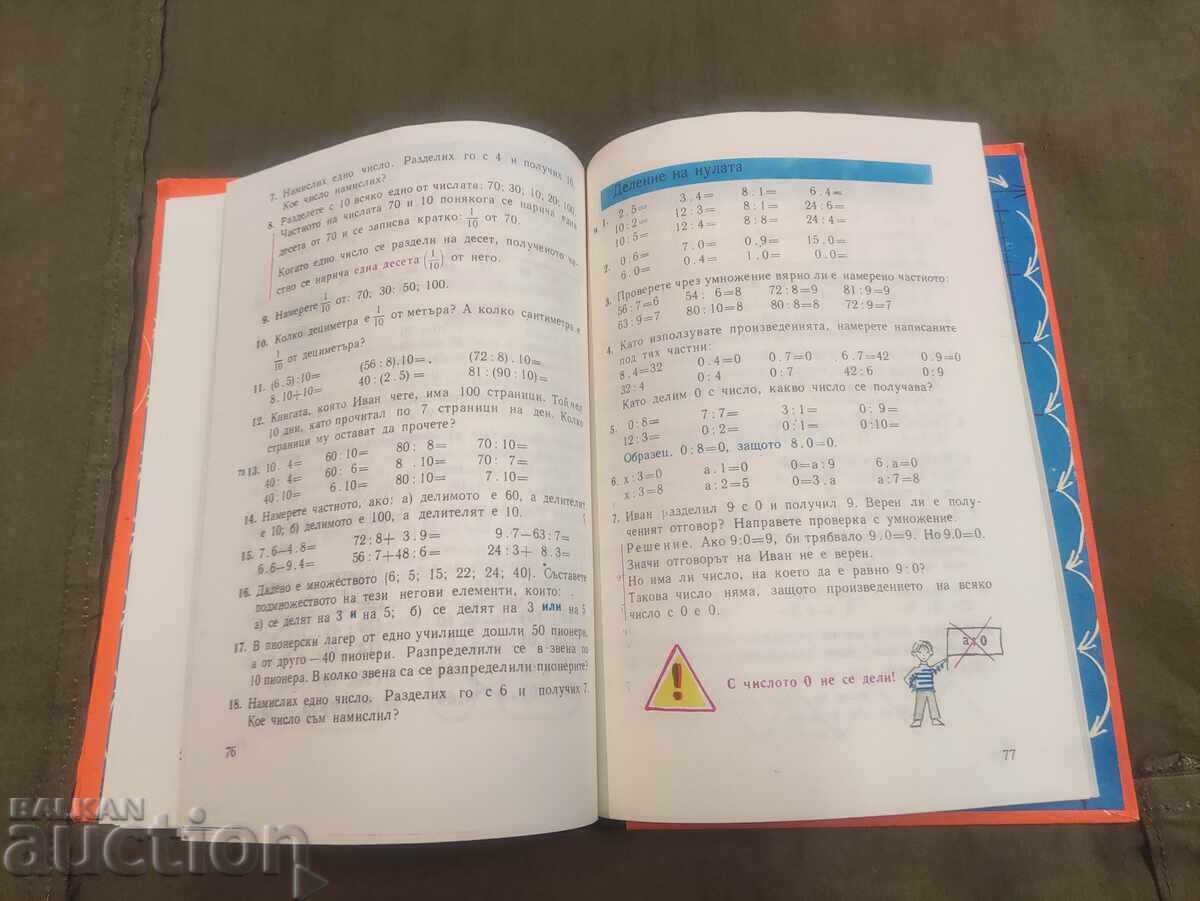 7. Намислих едно число. Разделих го с 4 и получих 10.
Кое число намислих?
8. Разделете с 10 всяко едно от числата: 70; 30; 10; 20; 100.
Частното на числата 70 и 10 понякога се нарича една
десета от 70 и се записва кратко: 1/10 от 70.
Когато едно число се раздели на десет, полученото ча-
стно се нарича една десета (1/10) от него.
9. Намерете 1/10 от: 70; 30; 50; 100.
10. Колко дециметра е 1/10 от метъра? А колко сантиметра е
1/10 от дециметъра?
11. (6.5):10= (56:8).10= (72:8).10=
8.10+10= 40:(2.5)= 81:(90:10)=
12. Книгата, която Иван чете, има 100 страници. Той чел
10 дни, като прочитал по 7 страници на ден. Колко
страници му остават да прочете?
13. 10. 4= 60:10= 80: 8= 70:10=
40: 4= 60: 6= 8 .10= 70: 7=
40:10= 6.10= 80:10= 7.10=
14. Намерете частното, ако: а) делимото е 60, а делителят
е 10; б) делимото е 100, а делителят е 10.
15. 7.6—4.8= 72:8+ 3.9= 9.7—63:7=
6.6—9.4= 56:7+48:6= 24:3+ 8.3=
16. Дадено е множеството {6; 5; 15; 22; 24; 40}. Съставете
подмножеството на тези негови елементи, които:
а) се делят на 3 и на 5; б) се делят на 3 или на 5
17. В пионерски лагер от едно училище дошли 50 пионери,
а от друго — 40 пионери. Разпределили се в звена по
10 пионера. В колко звена са се разпределили пионерите?
18. Намислих едно число. Разделих го с 6 и получих 7.
Кое число съм намислил?
76
Деление на нулата
1. 2.5= 3.4= 8.1= 6.4=
10:2= 12:3= 8:1= 24:6=
10:5= 12:4= 8:8= 24:4=
2. 0.6= 7.0= 0.9= 15.0=
6.0= 0.4= 1.0= 0.0=
3. Проверете чрез умножение вярно ли е намерено частното:
56:7=6 54: 6=8 72:8=9 81:9=9
63:9=7 80:10=8 80:8=8 72:9=7
4. Като използувате произведенията, намерете написаните
под тях частни:
8.4=32 0.4=0 0.7=0 6.7=42 0.9=0
32:4 0:4 0:7 42:6 0:9
Като делим 0 с число, какво число се получава?
5. 0:8= 7:7= 3:1= 0: 9=
12:3= 0:2= 0:1= 0:10=
Образец. 0:8=0, защото 8.0=0.
6. x:3=0 a.1=0 0=a:9 6.a=0
x:3=8 a:2=5 0=3.a a:7=8
7. Иван разделил 9 с 0 и получил 9. Верен ли е полу-
ченият отговор? Направете проверка с умножение.
Решение. Ако 9:0=9, би трябвало 9.0=9. Но 9.0=0.
Значи отговорът на Иван не е верен.
Но има ли число, на което да е равно 9:0?
Такова число няма, защото произведението на всяко
число с 0 е 0.
a:0
!
С числото 0 не се дели!
77
BALKAN
auction